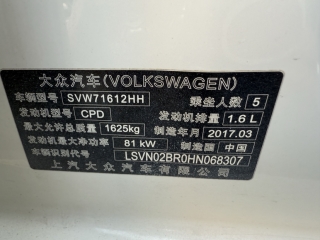 大众汽车(VOLKSWAGEN)
车辆型号 SVW71612HH 乘坐人数 5
发动机型号 CPD 发动机排量 1.6 L
最大允许总质量 1625kg 制造年月 2017.03
发动机最大净功率 81 kW 制造国 中国
车辆识别代号 LSVN02BR0HN068307
上汽大众汽车有限公司